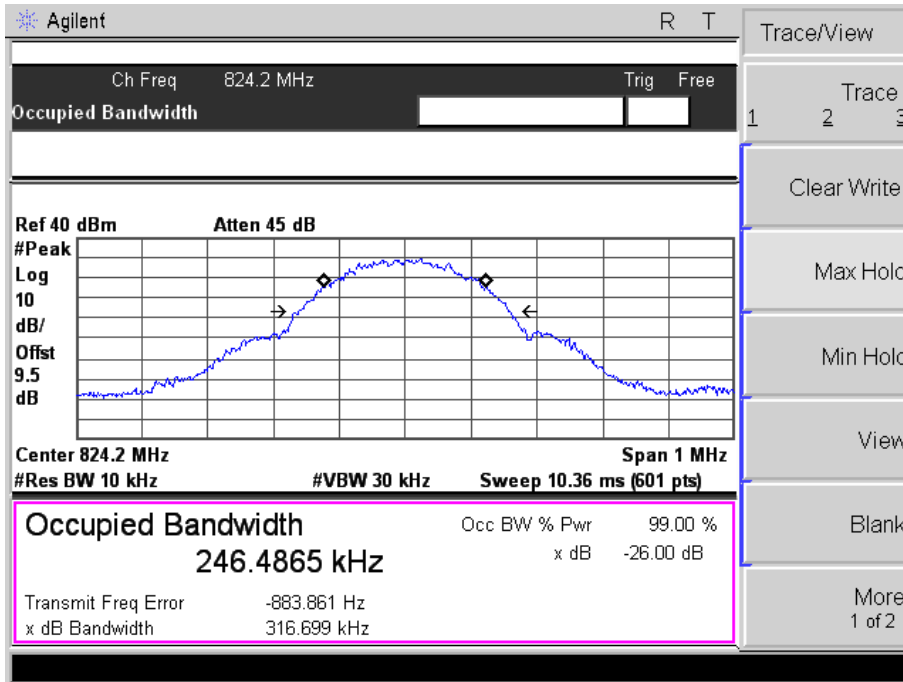 Agilent R T
Ch Freq 824.2 MHz Trig Free
Occupied Bandwidth
Ref 40 dBm Atten 45 dB
#Peak
Log
10
dB/
Offst
9.5
dB
Center 824.2 MHz Span 1 MHz
#Res BW 10 kHz #VBW 30 kHz Sweep 10.36 ms (601 pts)
Occupied Bandwidth
246.4865 kHz
Occ BW % Pwr 99.00 %
x dB -26.00 dB
Transmit Freq Error -883.861 Hz
x dB Bandwidth 316.699 kHz
Trace/View
Trace
1 2 3
Clear Write
Max Hold
Min Hold
View
Blank
More
1 of 2